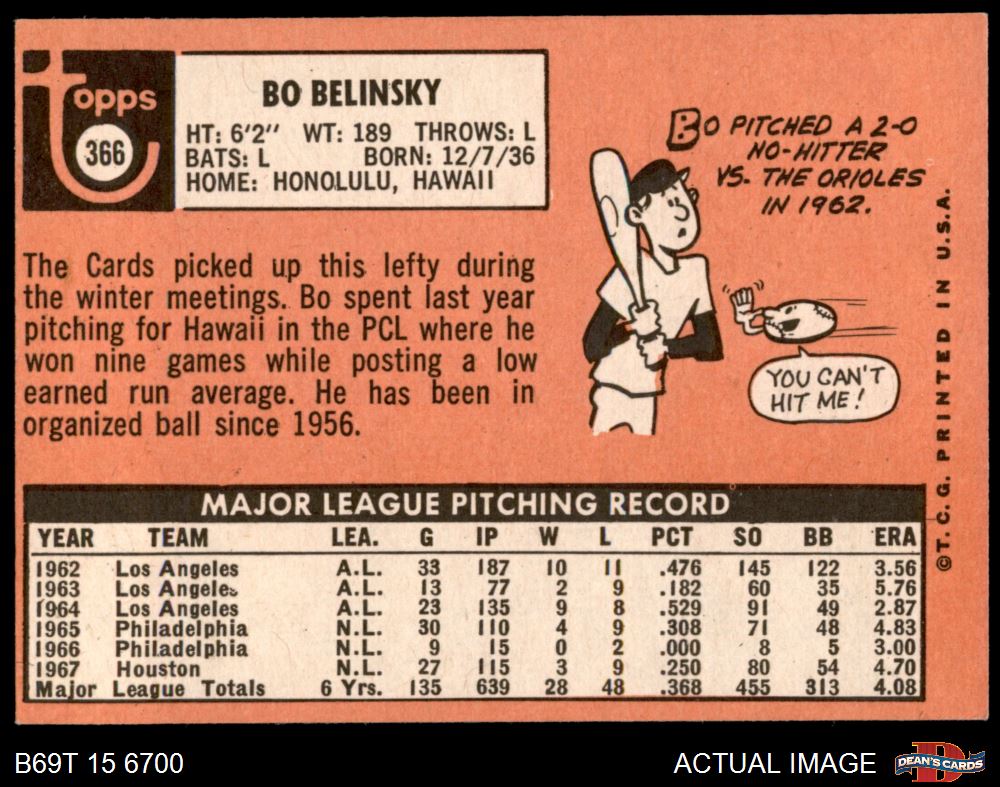 topps
366
BO BELINSKY
HT: 6'2" WT: 189 THROWS: L
BATS: L BORN: 12/7/36
HOME: HONOLULU, HAWAII
BO PITCHED A 2-0
NO-HITTER
VS. THE ORIOLES
IN 1962.
YOU CAN'T
HIT ME!
The Cards picked up this lefty during
the winter meetings. Bo spent last year
pitching for Hawaii in the PCL where he
won nine games while posting a low
earned run average. He has been in
organized ball since 1956.
©T. C. G. PRINTED IN U.S.A.
MAJOR LEAGUE PITCHING RECORD
YEAR TEAM LEA. G IP W L PCT SO BB ERA
1962 Los Angeles A.L. 33 187 10 11 .476 145 122 3.56
1963 Los Angeles A.L. 13 77 2 9 .182 60 35 5.76
1964 Los Angeles A.L. 23 135 9 8 .529 91 49 2.87
1965 Philadelphia N.L. 30 110 4 9 .308 71 48 4.83
1966 Philadelphia N.L. 9 15 0 2 .000 8 5 3.00
1967 Houston N.L. 27 115 3 9 .250 80 54 4.70
Major League Totals 6 Yrs. 135 639 28 48 .368 455 313 4.08
B69T 15 6700
ACTUAL IMAGE
DEAN'S CARDS